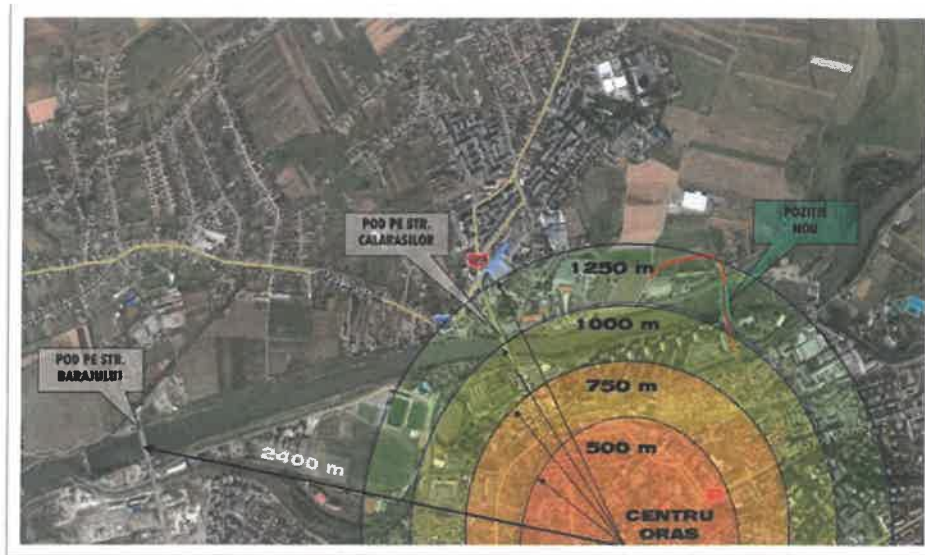 POD PE STR.
CALARASILOR
POZITIE
NOU
1250 m
1000 m
POD PE STR.
BARAJULUI
750 m
500 m
2400 m
CENTRU
ORAS